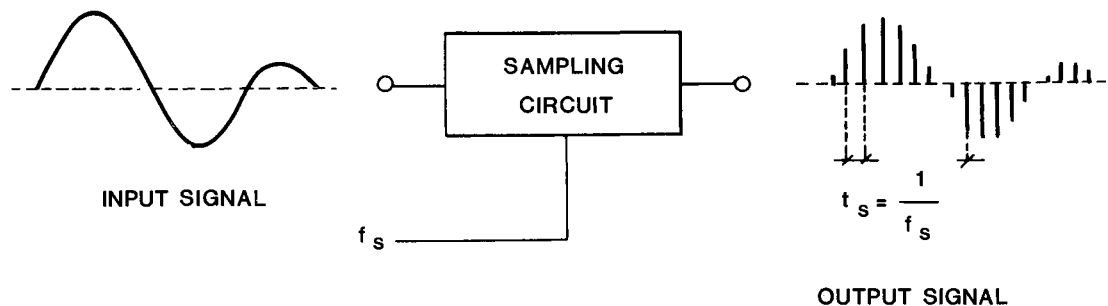 SAMPLING
CIRCUIT
INPUT SIGNAL
f s
t s = 1 / f s
OUTPUT SIGNAL